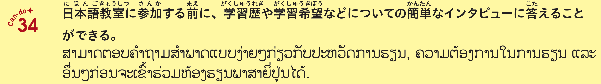 Can-do
34
日本語教室に参加する前に、学習歴や学習希望などについての簡単なインタビューに答えること
ができる。
ສາມາດຕອບຄຳຖາມສຳພາດແບບງ່າຍໆກ່ຽວກັບປະຫວັດການຮຽນ, ຄວາມຕ້ອງການໃນການຮຽນ ແລະ
ອື່ນໆກ່ອນຈະເຂົ້າຮ່ວມຫ້ອງຮຽນພາສາຍີ່ປຸ່ນໄດ້.